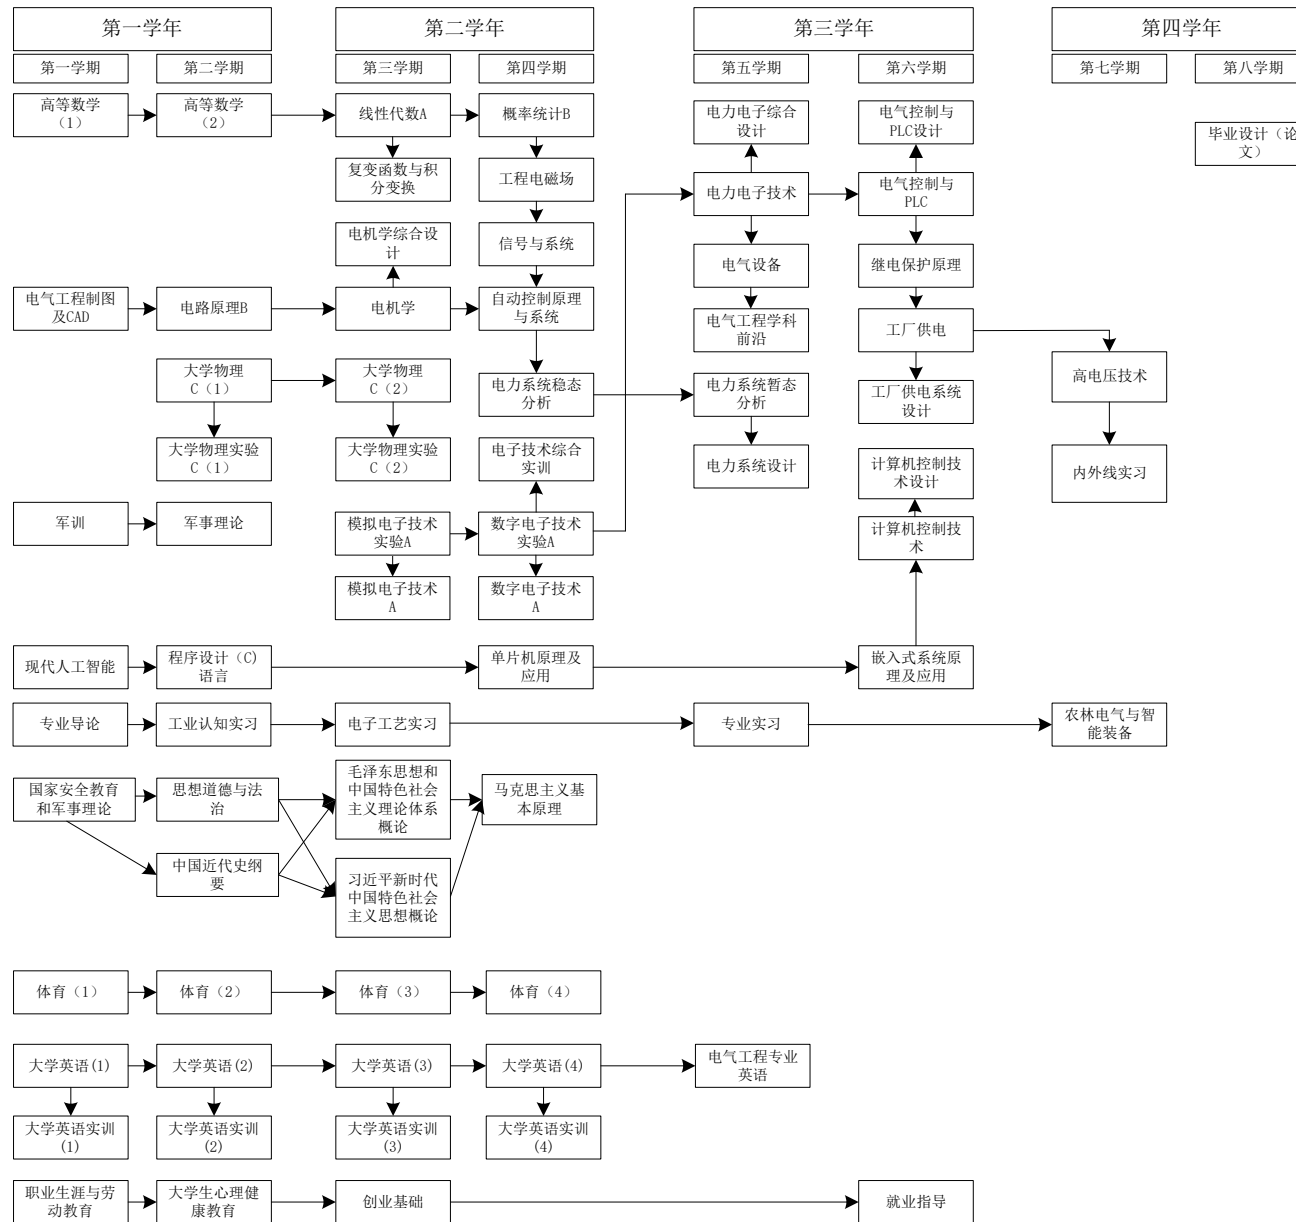 第一学年
第二学年
第三学年
第四学年
第一学期
第二学期
第三学期
第四学期
第五学期
第六学期
第七学期
第八学期
高等数学
（1）
高等数学
（2）
线性代数A
概率统计B
电力电子综合
设计
电气控制与
PLC设计
毕业设计（论
文）
复变函数与积
分变换
工程电磁场
电力电子技术
电气控制与
PLC
电机学综合设
计
信号与系统
电气设备
继电保护原理
电气工程制图
及CAD
电路原理B
电机学
自动控制原理
与系统
电气工程学科
前沿
工厂供电
大学物理
C（1）
大学物理
C（2）
电力系统稳态
分析
电力系统暂态
分析
工厂供电系统
设计
高电压技术
大学物理实验
C（1）
大学物理实验
C（2）
电子技术综合
实训
电力系统设计
计算机控制技
术设计
内外线实习
军训
军事理论
模拟电子技术
实验A
数字电子技术
实验A
计算机控制技
术
模拟电子技术
A
数字电子技术
A
现代人工智能
程序设计（C)
语言
单片机原理及
应用
嵌入式系统原
理及应用
专业导论
工业认知实习
电子工艺实习
专业实习
农林电气与智
能装备
国家安全教育
和军事理论
思想道德与法
治
毛泽东思想和
中国特色社会
主义理论体系
概论
马克思主义基
本原理
中国近代史纲
要
习近平新时代
中国特色社会
主义思想概论
体育（1）
体育（2）
体育（3）
体育（4）
大学英语(1)
大学英语(2)
大学英语(3)
大学英语(4)
电气工程专业
英语
大学英语实训
(1)
大学英语实训
(2)
大学英语实训
(3)
大学英语实训
(4)
职业生涯与劳
动教育
大学生心理健
康教育
创业基础
就业指导